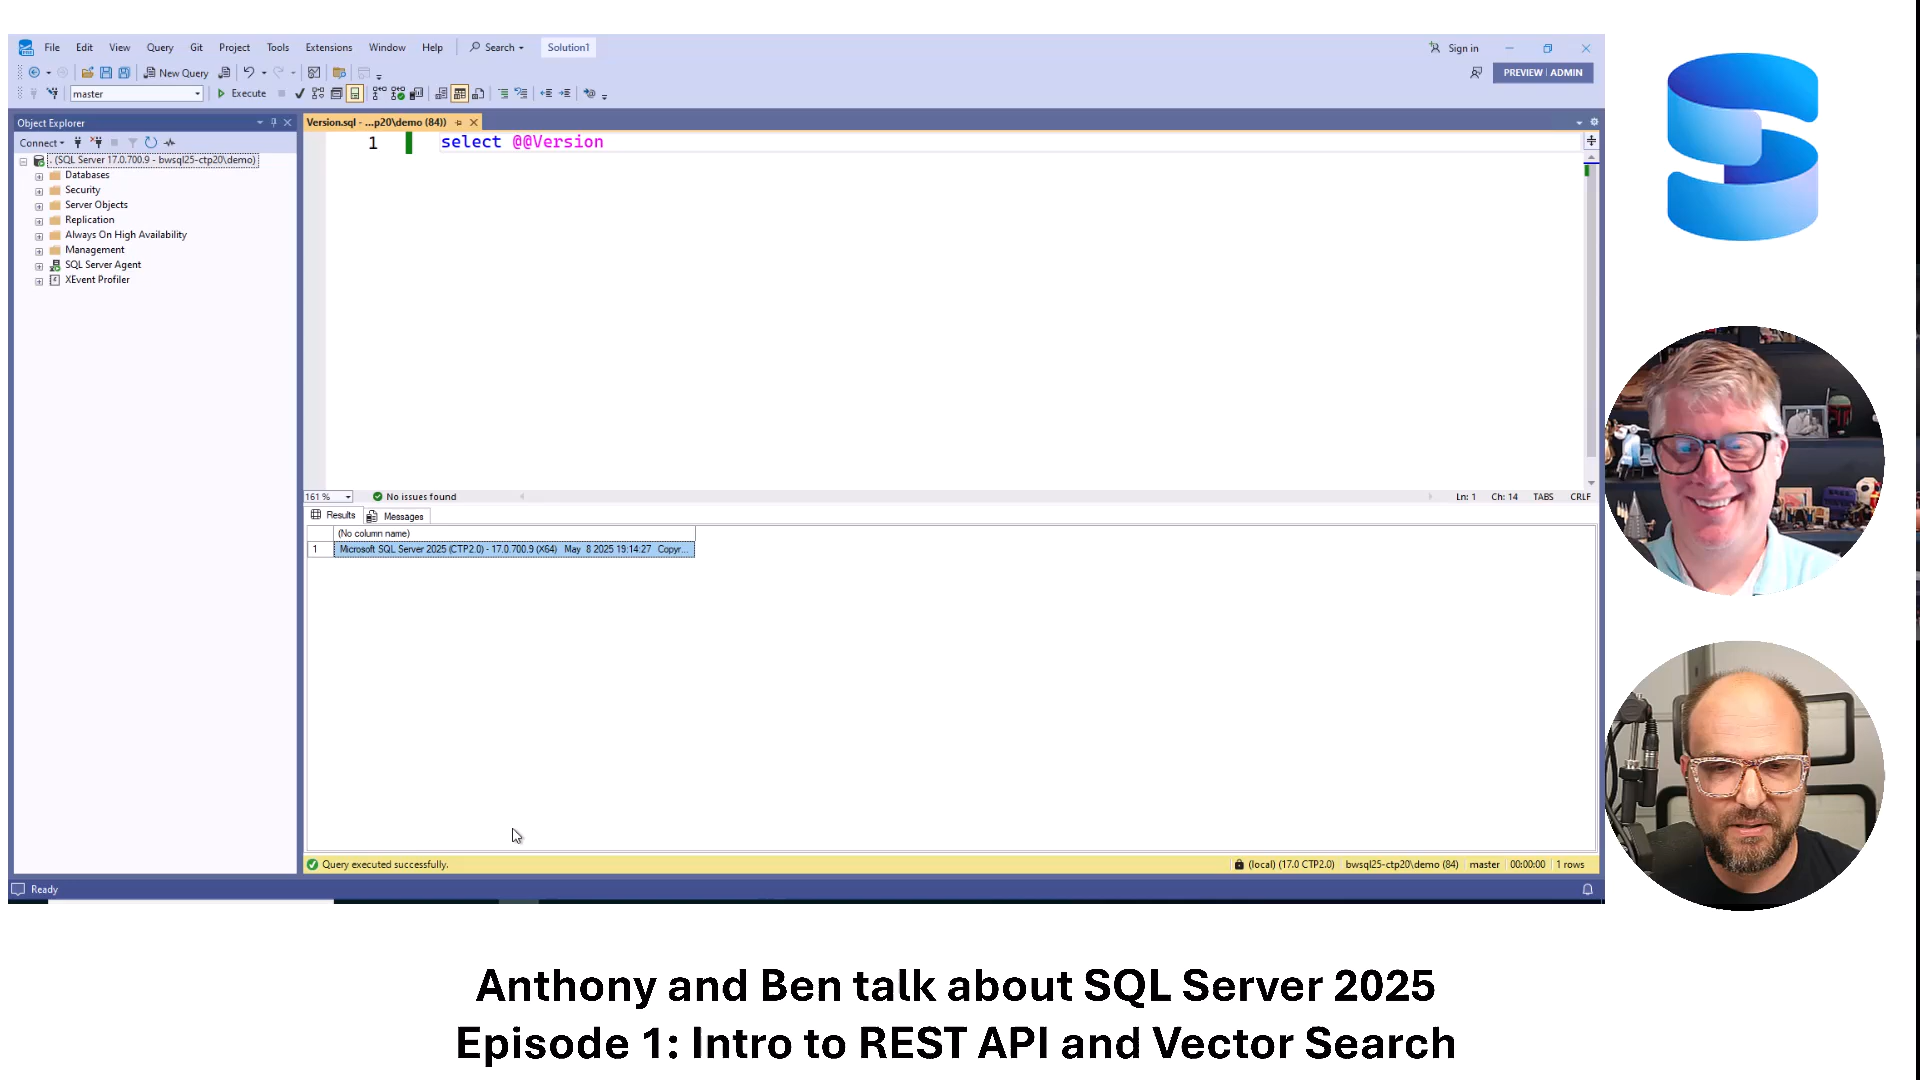 File Edit View Query Git Project Tools Extensions Window Help Search Solution1 Sign in
New Query PREVIEW | ADMIN
master Execute
Object Explorer
Version.sql - ...p20\demo (84))
Connect
1 select @@Version
. (SQL Server 17.0.700.9 - bwsql25-ctp20\demo)
Databases
Security
Server Objects
Replication
Always On High Availability
Management
SQL Server Agent
XEvent Profiler
161 % No issues found Ln: 1 Ch: 14 TABS CRLF
Results Messages
(No column name)
1 Microsoft SQL Server 2025 (CTP2.0) - 17.0.700.9 (X64) May 8 2025 19:14:27 Copyr...
Query executed successfully. (local) (17.0 CTP2.0) bwsql25-ctp20\demo (84) master 00:00:00 1 rows
Ready
Anthony and Ben talk about SQL Server 2025
Episode 1: Intro to REST API and Vector Search